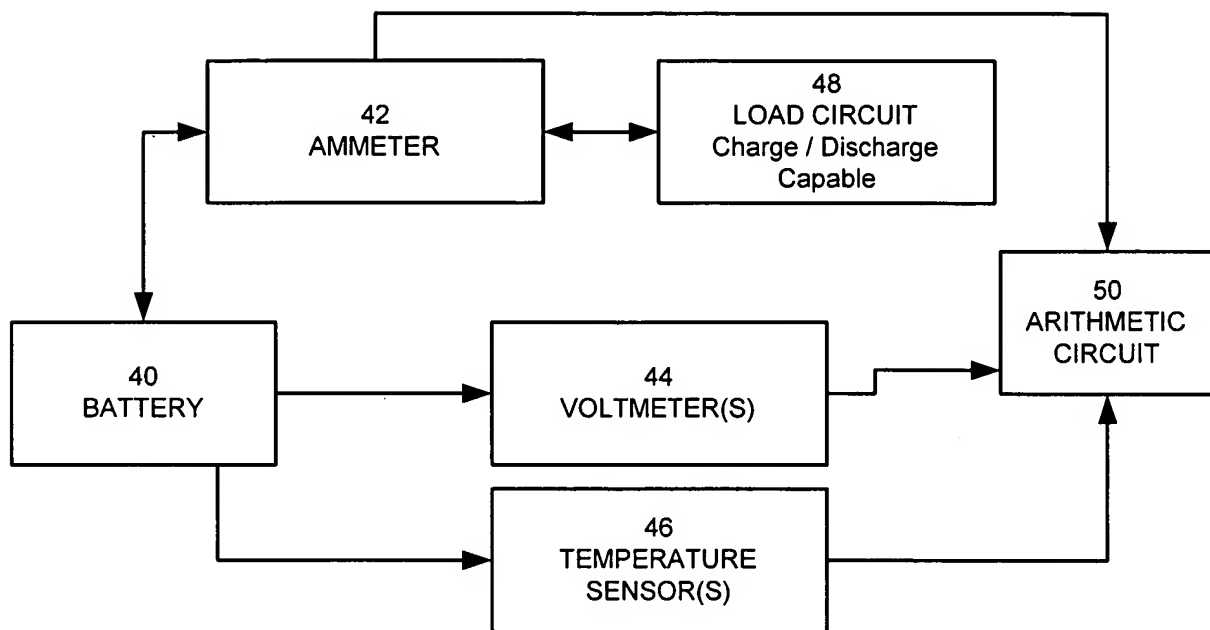 42
AMMETER
48
LOAD CIRCUIT
Charge / Discharge
Capable
50
ARITHMETIC
CIRCUIT
40
BATTERY
44
VOLTMETER(S)
46
TEMPERATURE
SENSOR(S)